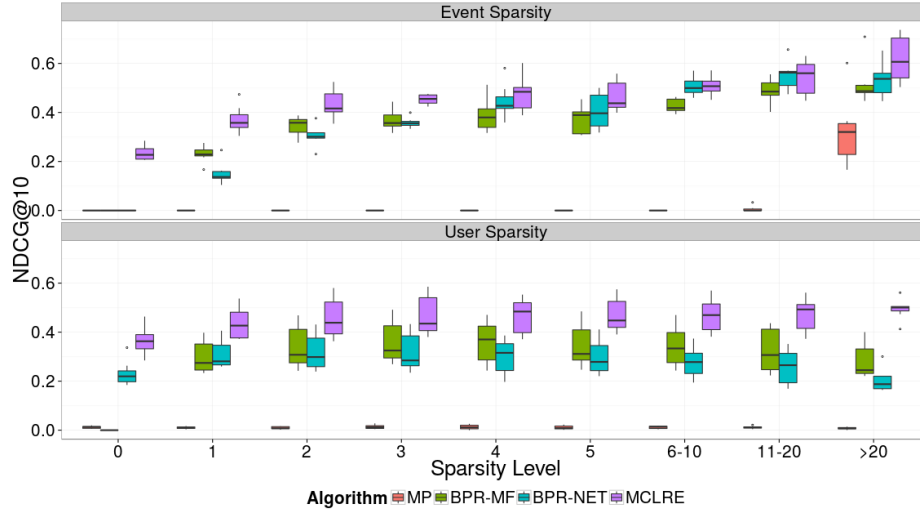 Event Sparsity
0.6
0.4
0.2
0.0
NDCG@10
User Sparsity
0.6
0.4
0.2
0.0
0 1 2 3 4 5 6-10 11-20 >20
Sparsity Level
Algorithm MP BPR-MF BPR-NET MCLRE